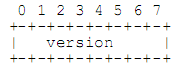 0 1 2 3 4 5 6 7
+-+-+-+-+-+-+-+-+
|    version    |
+-+-+-+-+-+-+-+-+